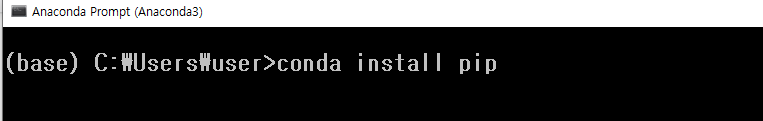 Anaconda Prompt (Anaconda3)
(base) C:₩Users₩user>conda install pip